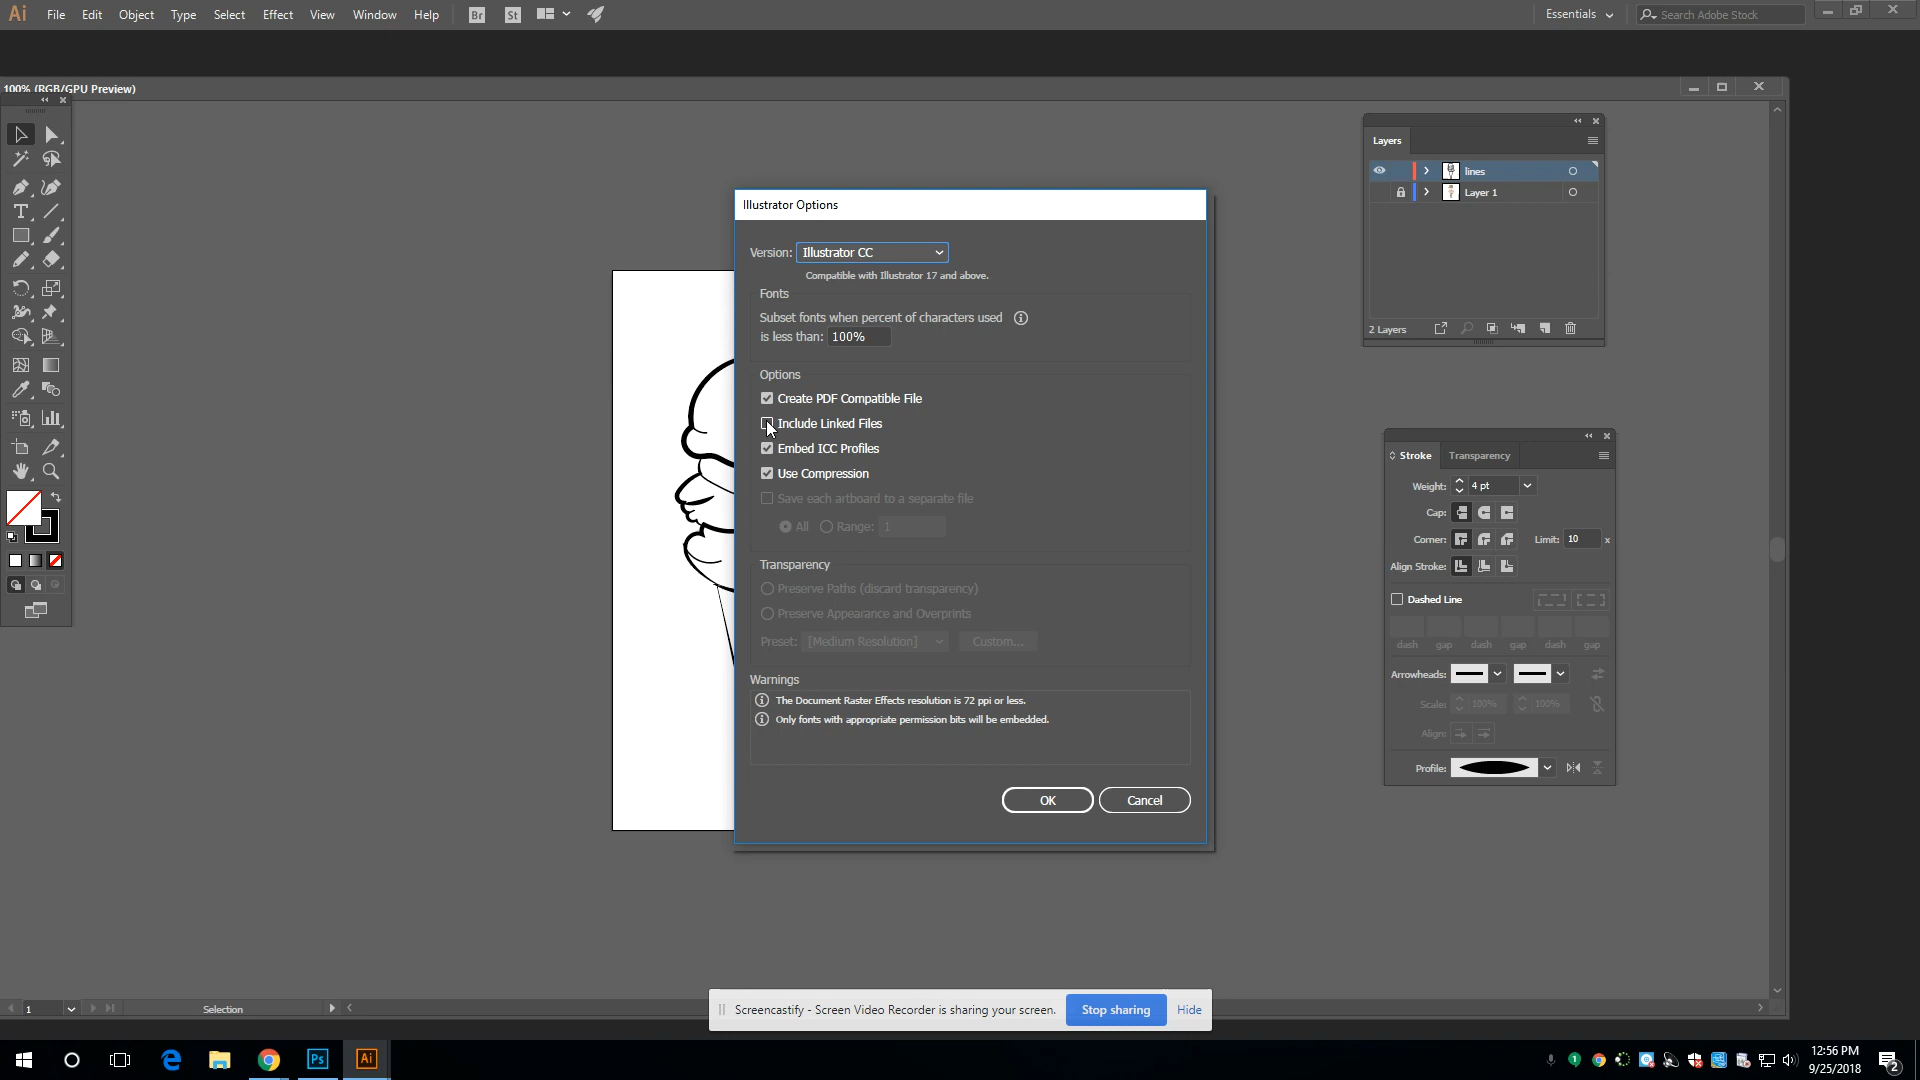 Ai File Edit Object Type Select Effect View Window Help Br St Essentials Search Adobe Stock
100% (RGB/GPU Preview)
Layers
lines
Layer 1
2 Layers
Illustrator Options
Version: Illustrator CC
Compatible with Illustrator 17 and above.
Fonts
Subset fonts when percent of characters used
is less than: 100%
Options
Create PDF Compatible File
Include Linked Files
Embed ICC Profiles
Use Compression
Save each artboard to a separate file
All Range: 1
Transparency
Preserve Paths (discard transparency)
Preserve Appearance and Overprints
Preset: [Medium Resolution] Custom...
Warnings
The Document Raster Effects resolution is 72 ppi or less.
Only fonts with appropriate permission bits will be embedded.
OK Cancel
Stroke Transparency
Weight: 4 pt
Cap:
Corner: Limit: 10 x
Align Stroke:
Dashed Line
dash gap dash gap dash gap
Arrowheads:
Scale: 100% 100%
Align:
Profile:
1 Selection
Screencastify - Screen Video Recorder is sharing your screen. Stop sharing Hide
Ps Ai
12:56 PM
9/25/2018
2